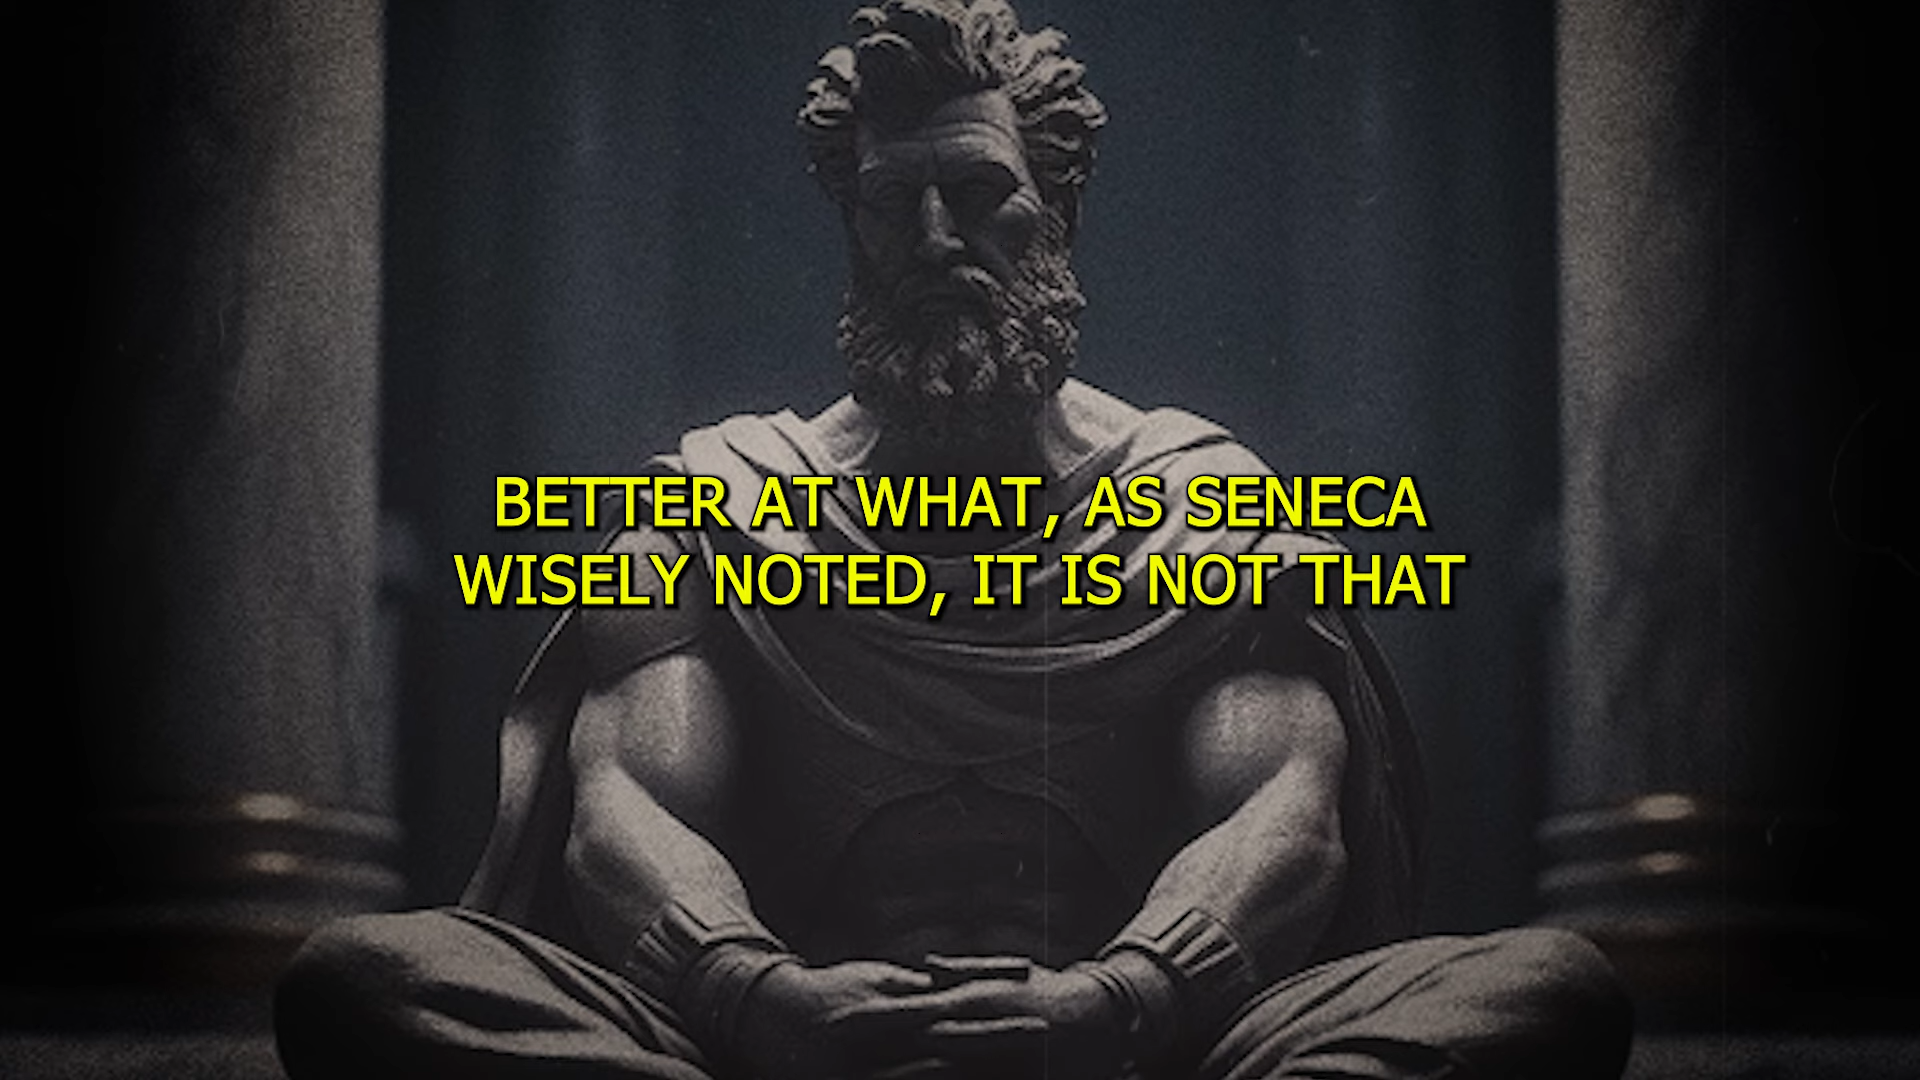 BETTER AT WHAT, AS SENECA
WISELY NOTED, IT IS NOT THAT